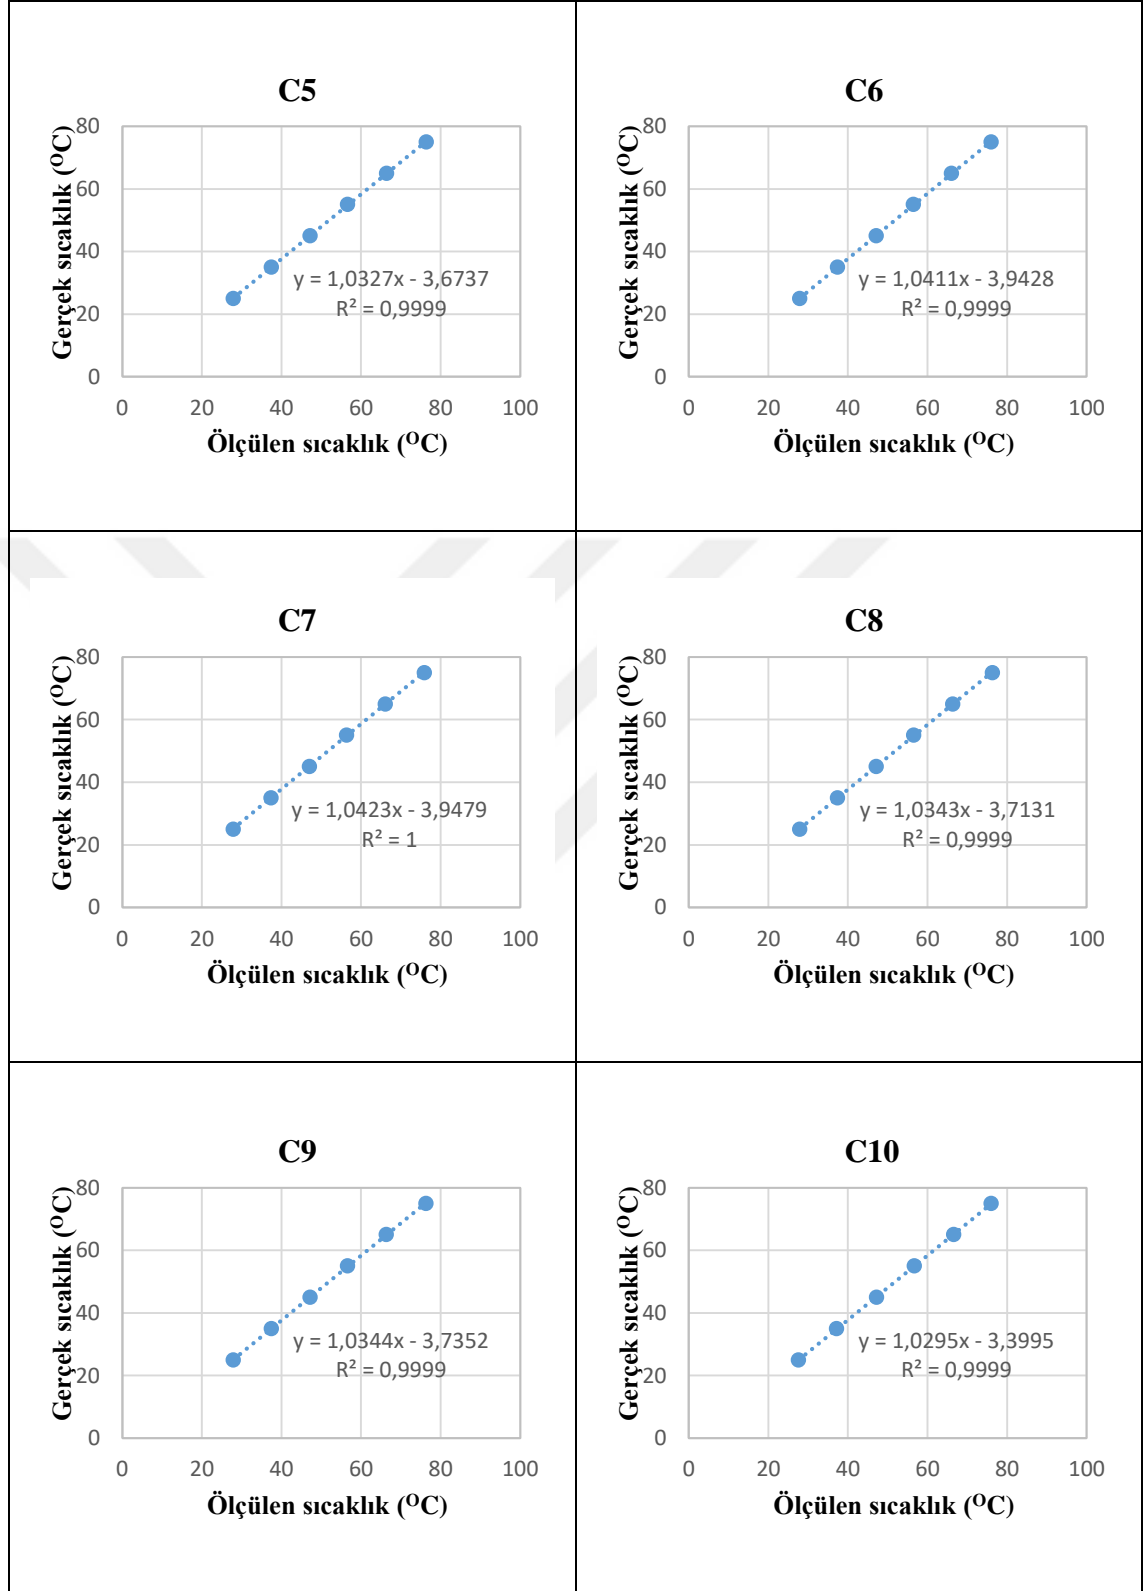 C5
Gerçek sıcaklık (ᴼC)
80
60
40
20
0
y = 1,0327x - 3,6737
R² = 0,9999
0 20 40 60 80 100
Ölçülen sıcaklık (ᴼC)
C6
Gerçek sıcaklık (ᴼC)
80
60
40
20
0
y = 1,0411x - 3,9428
R² = 0,9999
0 20 40 60 80 100
Ölçülen sıcaklık (ᴼC)
C7
Gerçek sıcaklık (ᴼC)
80
60
40
20
0
y = 1,0423x - 3,9479
R² = 1
0 20 40 60 80 100
Ölçülen sıcaklık (ᴼC)
C8
Gerçek sıcaklık (ᴼC)
80
60
40
20
0
y = 1,0343x - 3,7131
R² = 0,9999
0 20 40 60 80 100
Ölçülen sıcaklık (ᴼC)
C9
Gerçek sıcaklık (ᴼC)
80
60
40
20
0
y = 1,0344x - 3,7352
R² = 0,9999
0 20 40 60 80 100
Ölçülen sıcaklık (ᴼC)
C10
Gerçek sıcaklık (ᴼC)
80
60
40
20
0
y = 1,0295x - 3,3995
R² = 0,9999
0 20 40 60 80 100
Ölçülen sıcaklık (ᴼC)